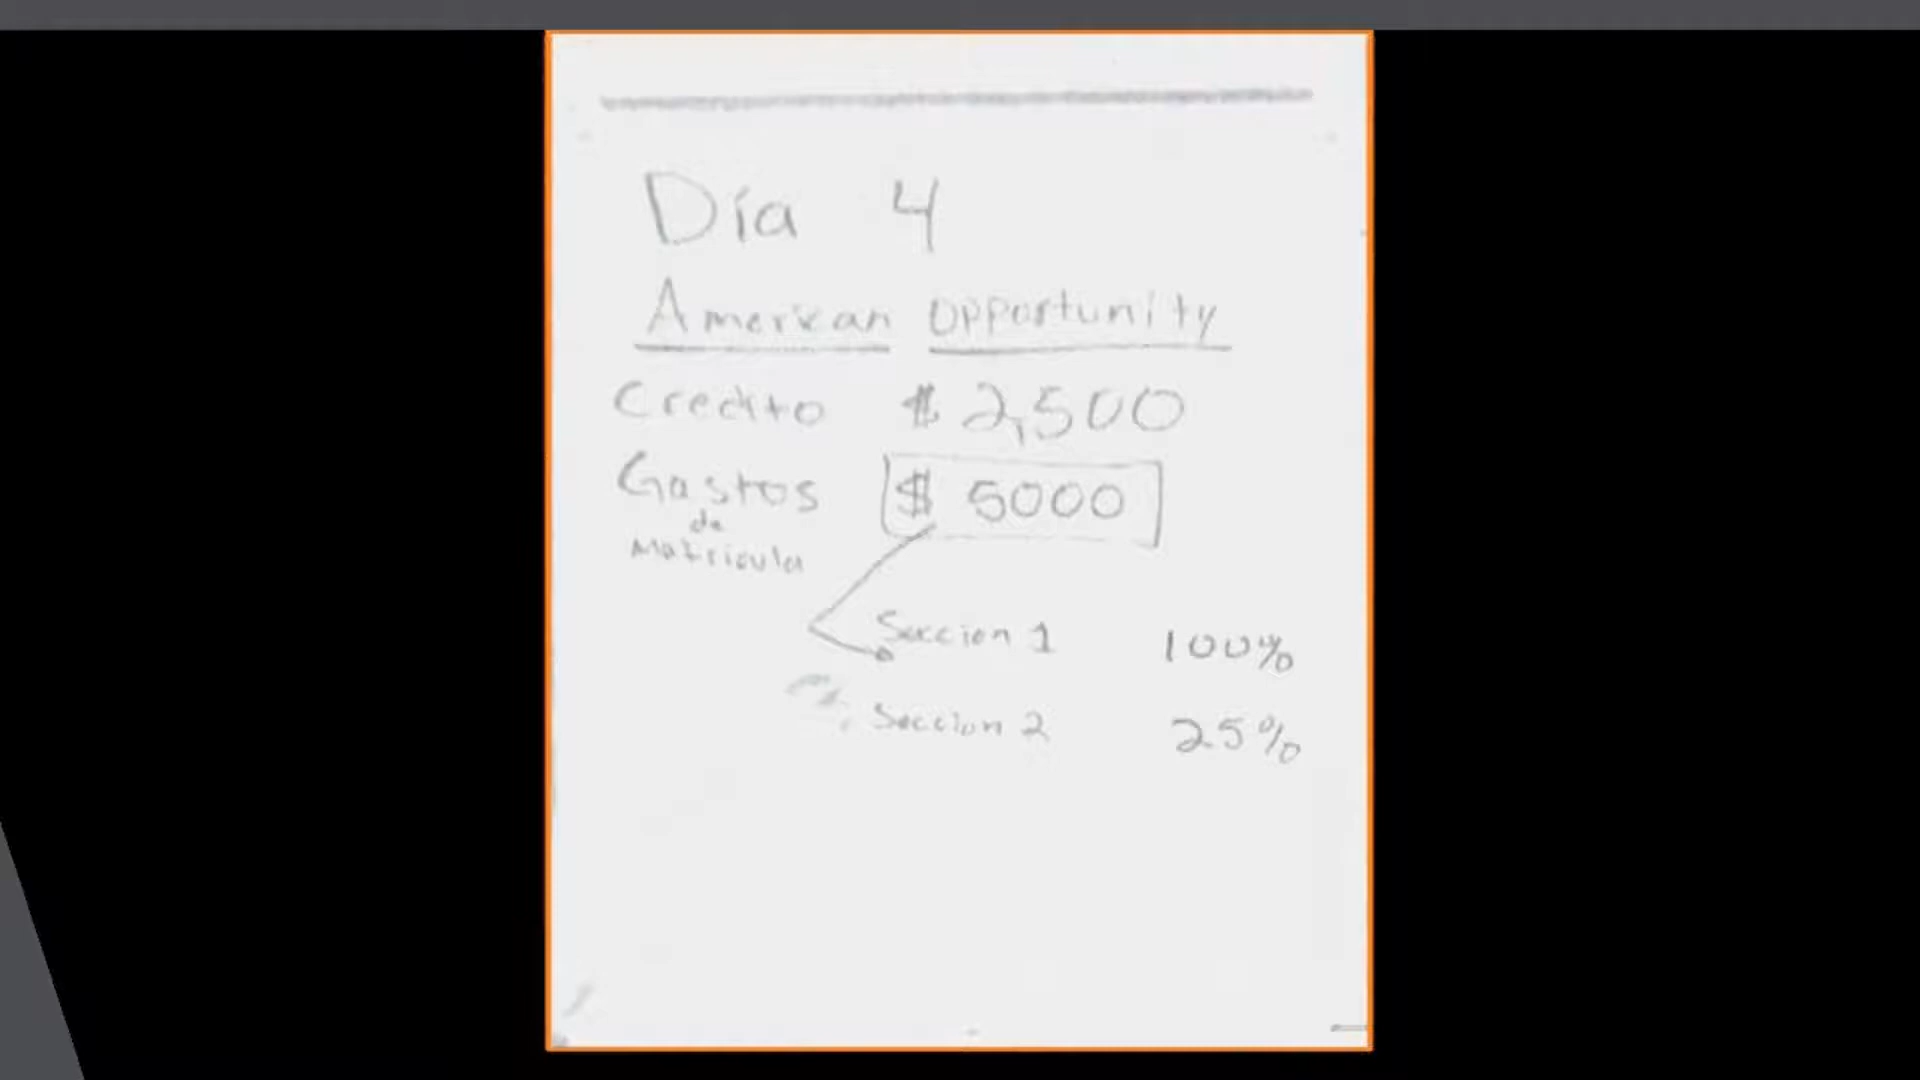 Día 4
American opportunity
Credito $ 2,500
Gastos $ 5000
de
Matricula
Seccion 1 100%
Seccion 2 25%